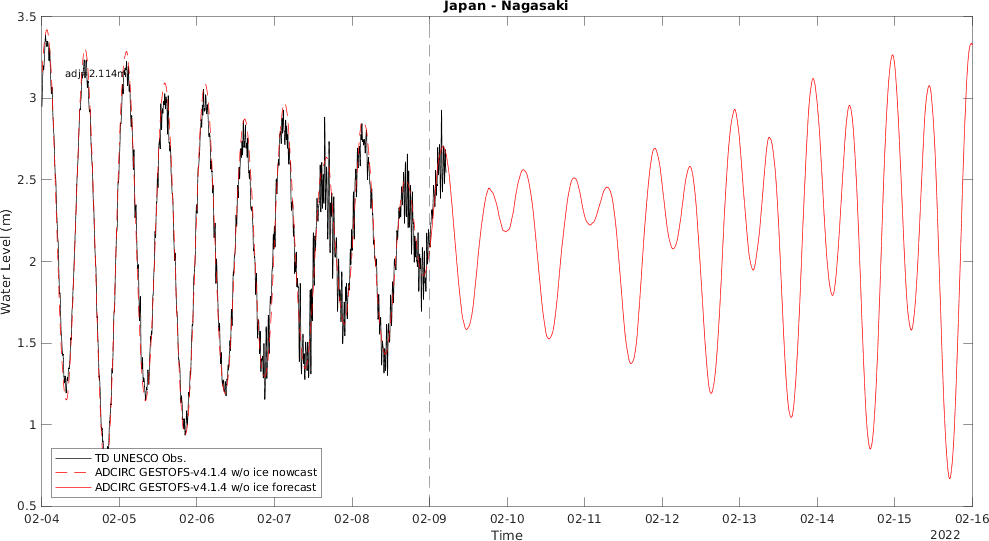 Japan - Nagasaki
3.5
3
2.5
2
1.5
1
0.5
Water Level (m)
adj: 2.114m
TD UNESCO Obs.
ADCIRC GESTOFS-v4.1.4 w/o ice nowcast
ADCIRC GESTOFS-v4.1.4 w/o ice forecast
02-04 02-05 02-06 02-07 02-08 02-09 02-10 02-11 02-12 02-13 02-14 02-15 02-16
Time
2022